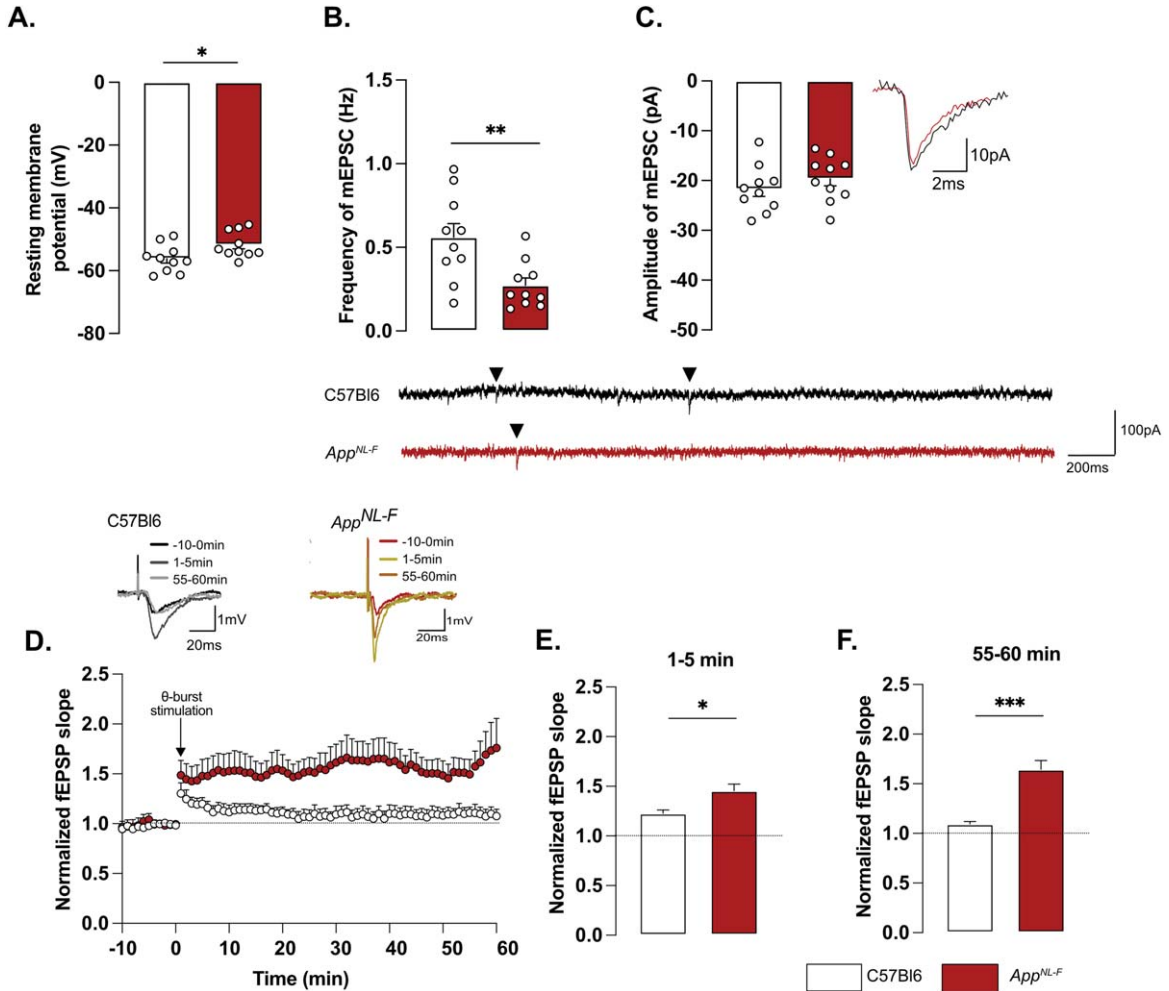 A.
*
0
-20
-40
-60
-80
Resting membrane
potential (mV)
B.
**
1.5
1.0
0.5
0.0
Frequency of mEPSC (Hz)
C.
0
-10
-20
-30
-40
-50
Amplitude of mEPSC (pA)
10pA
2ms
C57Bl6
App^NL-F
100pA
200ms
C57Bl6
-10-0min
1-5min
55-60min
1mV
20ms
App^NL-F
-10-0min
1-5min
55-60min
1mV
20ms
D.
θ-burst
stimulation
2.5
2.0
1.5
1.0
0.5
0.0
Normalized fEPSP slope
-10 0 10 20 30 40 50 60
Time (min)
E.
1-5 min
*
2.5
2.0
1.5
1.0
0.5
0.0
Normalized fEPSP slope
F.
55-60 min
***
2.5
2.0
1.5
1.0
0.5
0.0
Normalized fEPSP slope
C57Bl6 App^NL-F